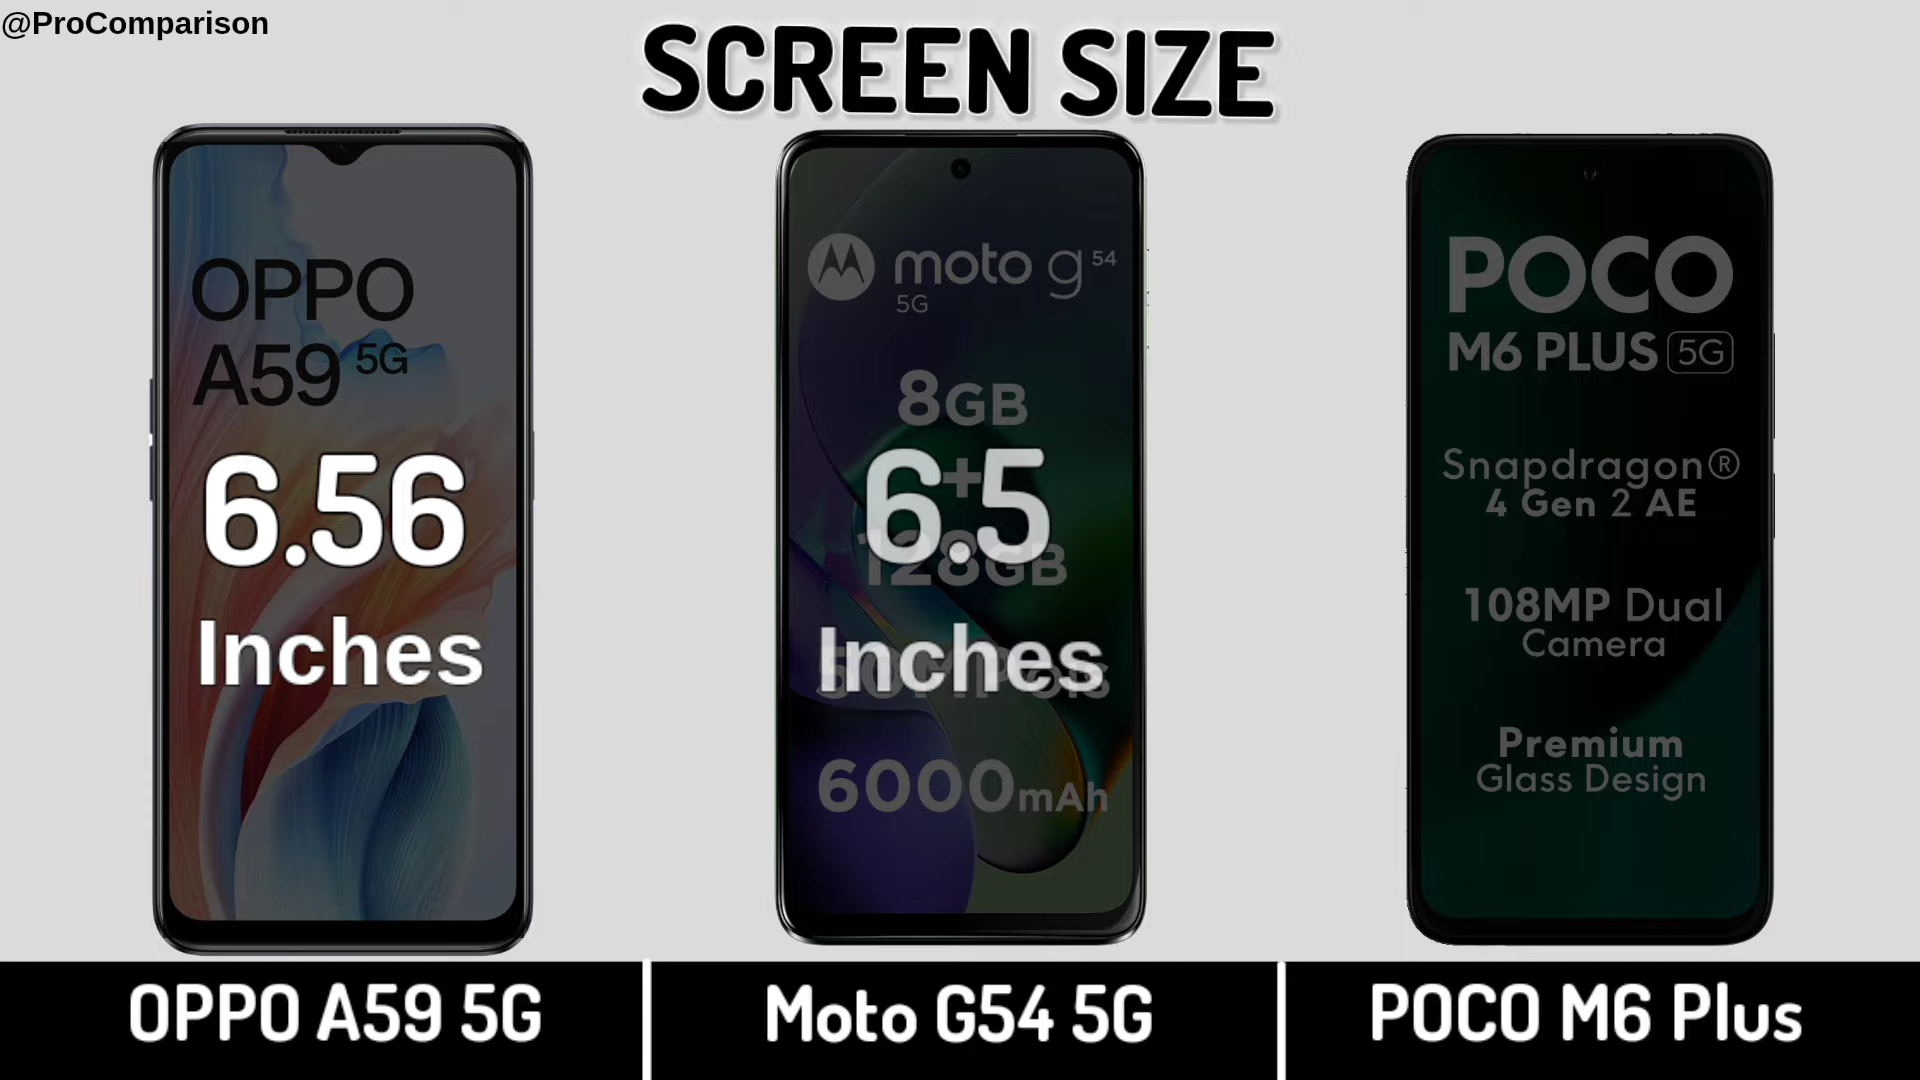 @ProComparison
SCREEN SIZE
OPPO
A59 5G
6.56
Inches
moto g54
5G
8GB
+
128GB
6.5
Inches
6000mAh
POCO
M6 PLUS 5G
Snapdragon®
4 Gen 2 AE
108MP Dual
Camera
Premium
Glass Design
OPPO A59 5G
Moto G54 5G
POCO M6 Plus